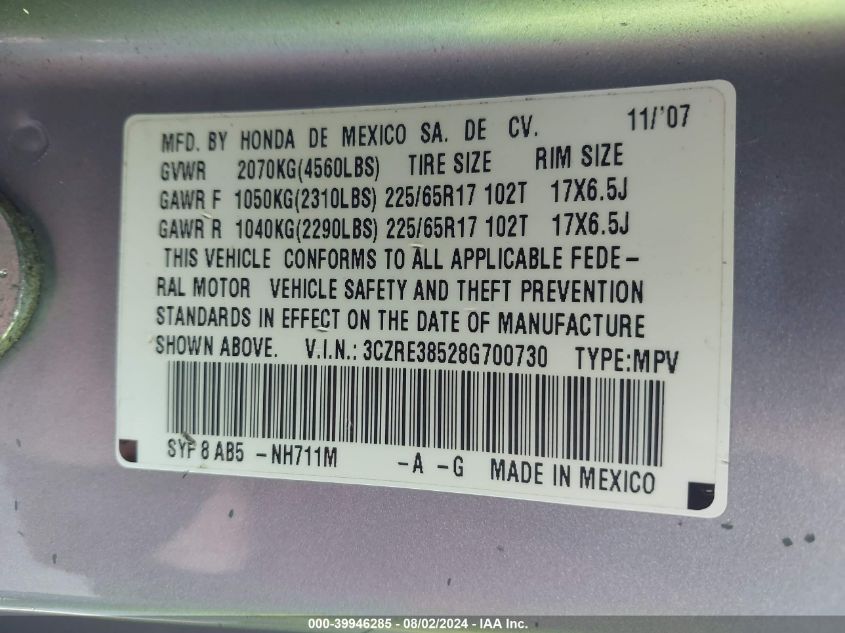 MFD. BY HONDA DE MEXICO SA. DE CV. 11/'07
GVWR 2070KG(4560LBS) TIRE SIZE RIM SIZE
GAWR F 1050KG(2310LBS) 225/65R17 102T 17X6.5J
GAWR R 1040KG(2290LBS) 225/65R17 102T 17X6.5J
THIS VEHICLE CONFORMS TO ALL APPLICABLE FEDE-
RAL MOTOR VEHICLE SAFETY AND THEFT PREVENTION
STANDARDS IN EFFECT ON THE DATE OF MANUFACTURE
SHOWN ABOVE. V.I.N.: 3CZRE38528G700730 TYPE:MPV
SYF 8 AB5 -NH711M -A -G MADE IN MEXICO
000-39946285 - 08/02/2024 - IAA Inc.